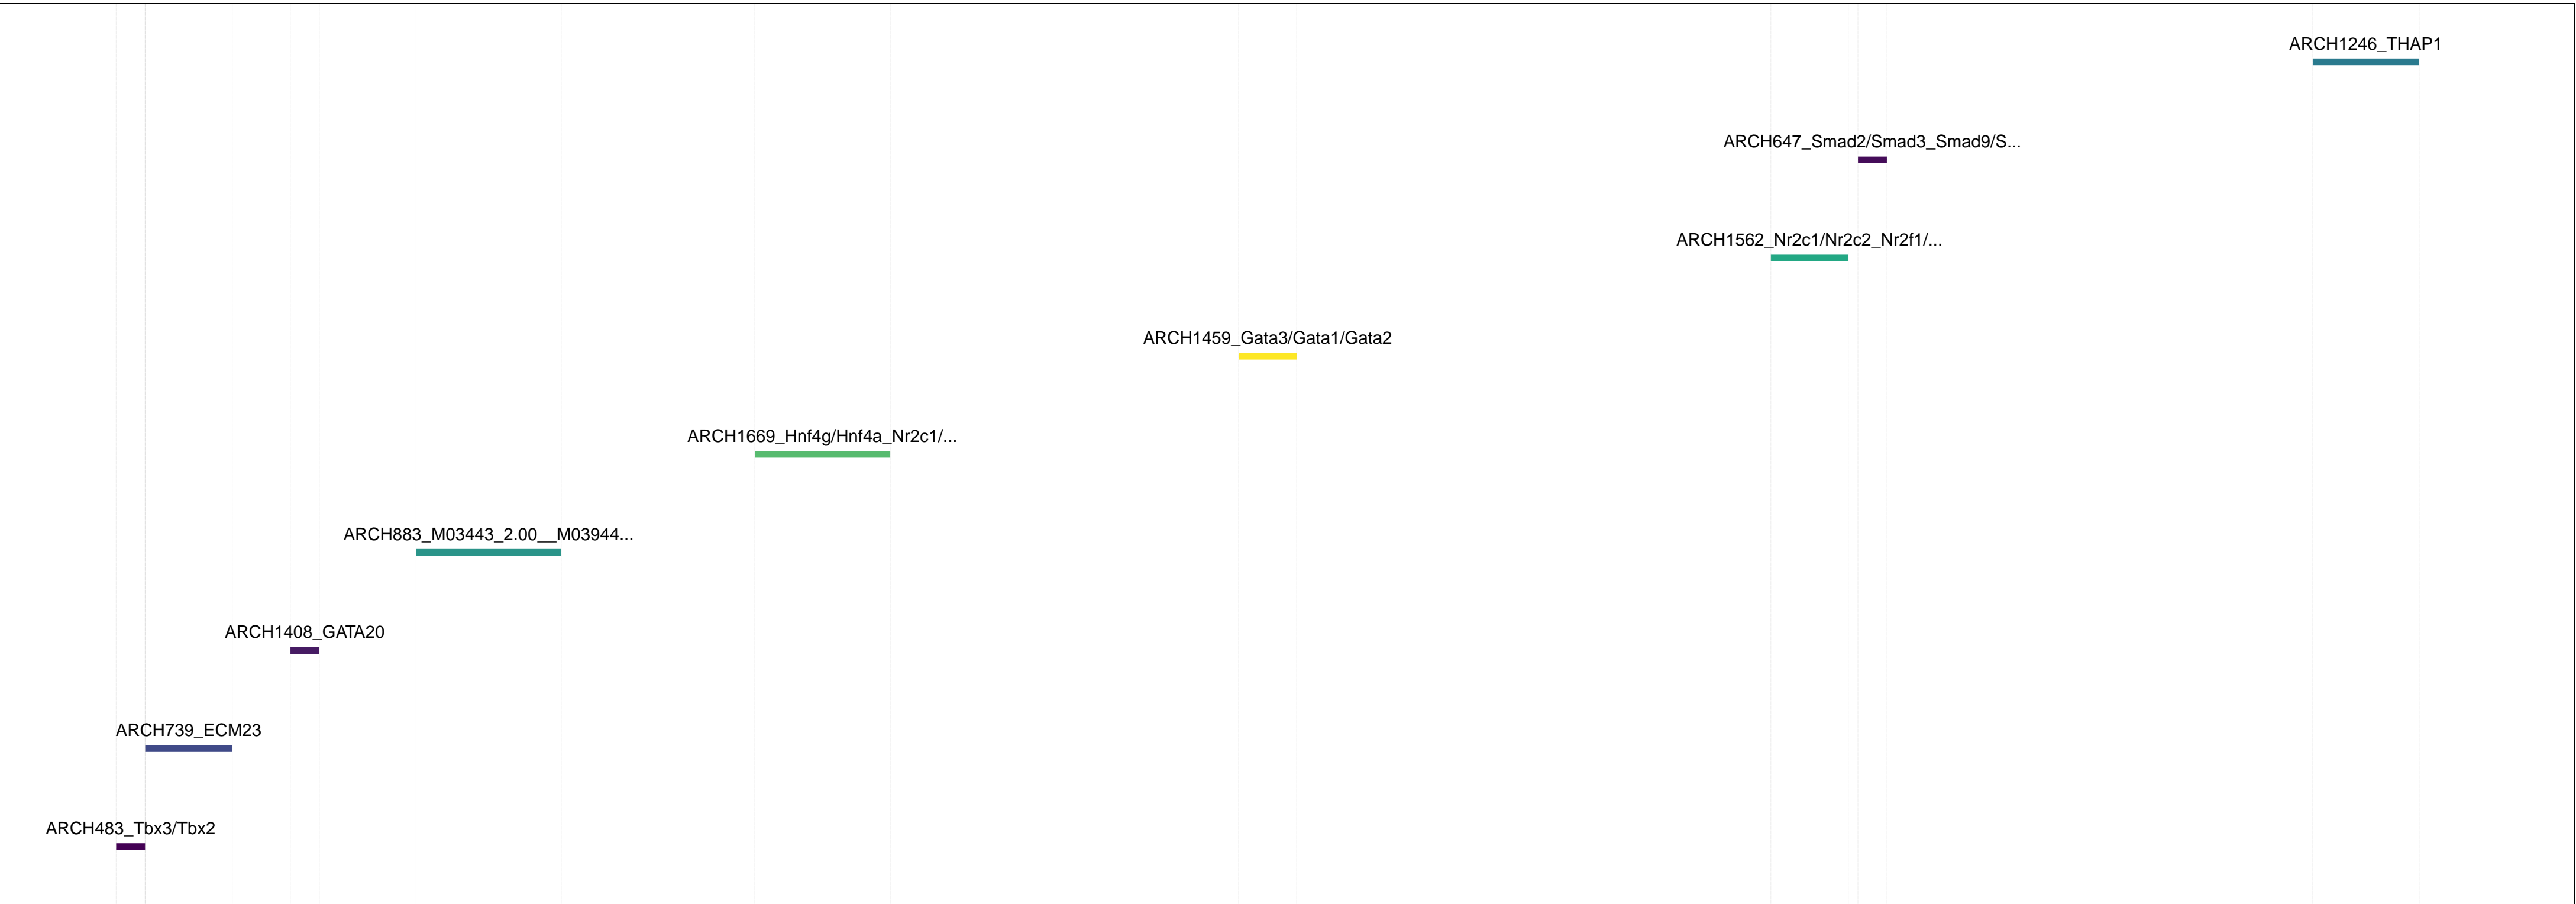 ARCH1246_THAP1
ARCH647_Smad2/Smad3_Smad9/S...
ARCH1562_Nr2c1/Nr2c2_Nr2f1/...
ARCH1459_Gata3/Gata1/Gata2
ARCH1669_Hnf4g/Hnf4a_Nr2c1/...
ARCH883_M03443_2.00__M03944...
ARCH1408_GATA20
ARCH739_ECM23
ARCH483_Tbx3/Tbx2